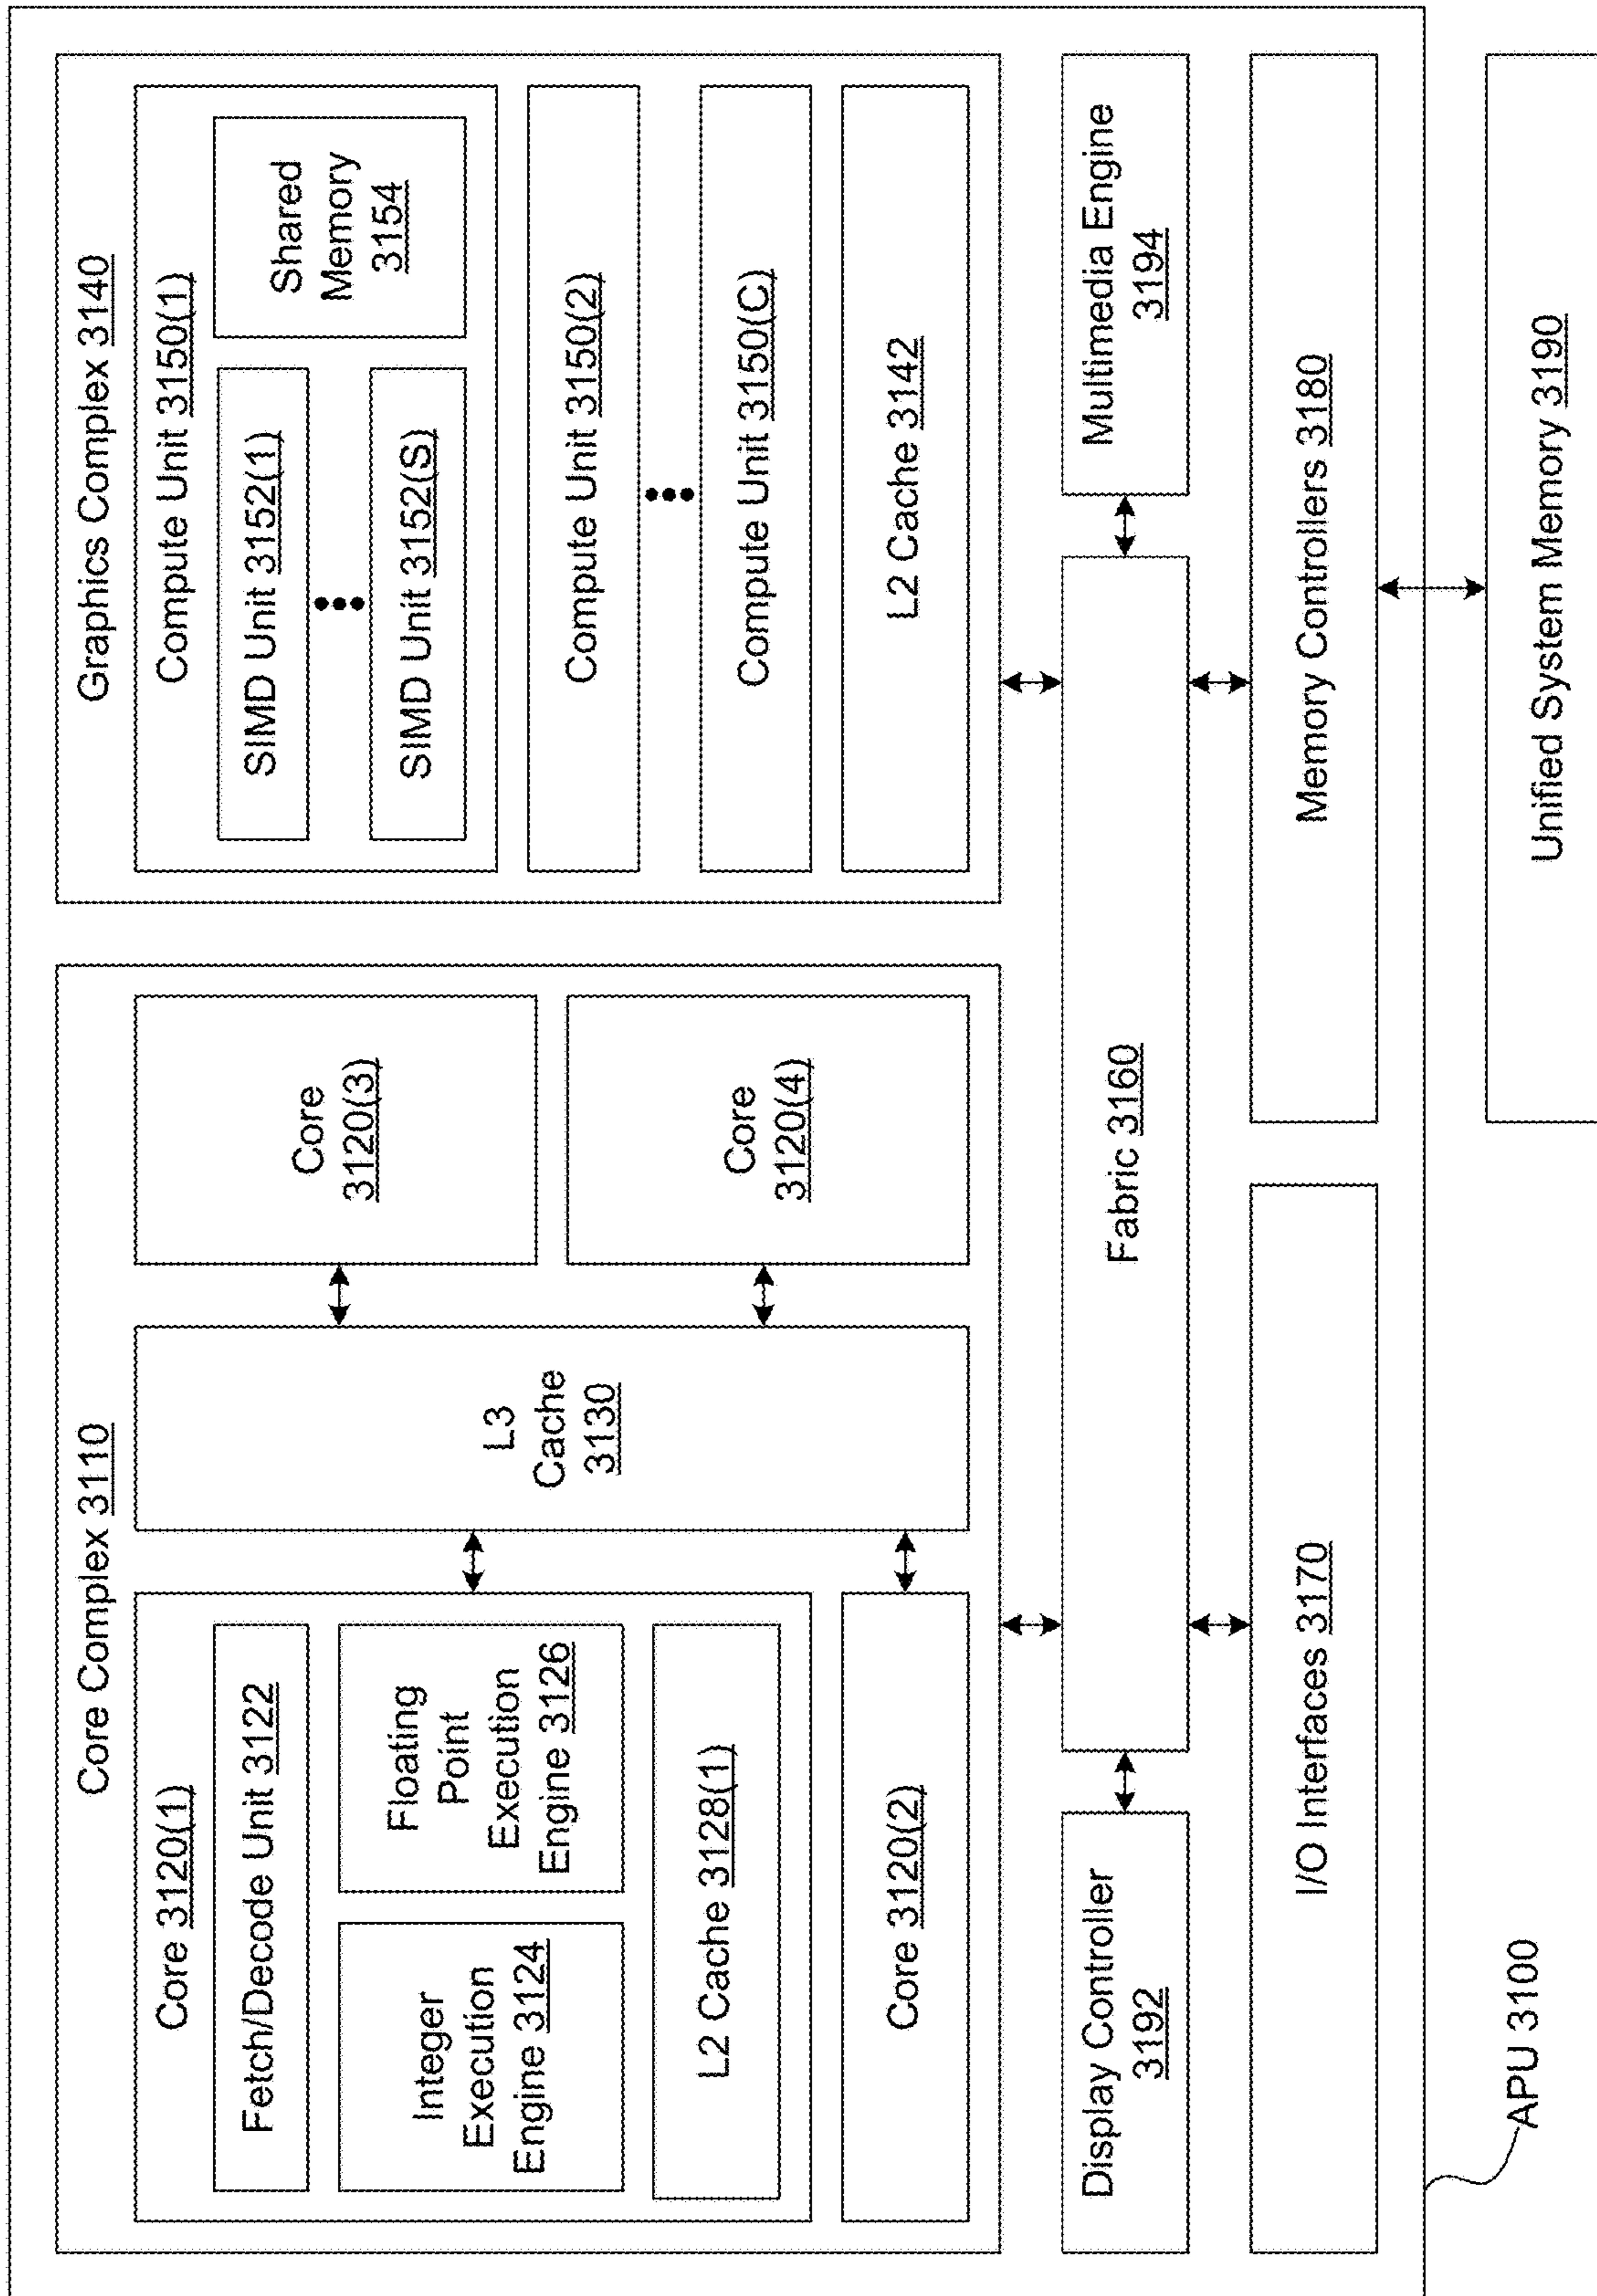 Core Complex 3110
Core 3120(1)
Fetch/Decode Unit 3122
Integer
Execution
Engine 3124
Floating
Point
Execution
Engine 3126
L2 Cache 3128(1)
Core 3120(2)
L3
Cache
3130
Core
3120(3)
Core
3120(4)
Graphics Complex 3140
Compute Unit 3150(1)
SIMD Unit 3152(1)
SIMD Unit 3152(S)
Shared
Memory
3154
Compute Unit 3150(2)
Compute Unit 3150(C)
L2 Cache 3142
Display Controller
3192
Fabric 3160
Multimedia Engine
3194
I/O Interfaces 3170
Memory Controllers 3180
APU 3100
Unified System Memory 3190